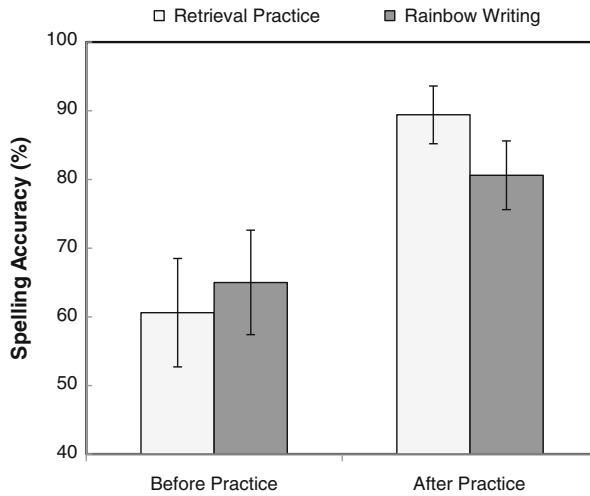 Retrieval Practice Rainbow Writing
100
90
80
70
60
50
40
Spelling Accuracy (%)
Before Practice After Practice